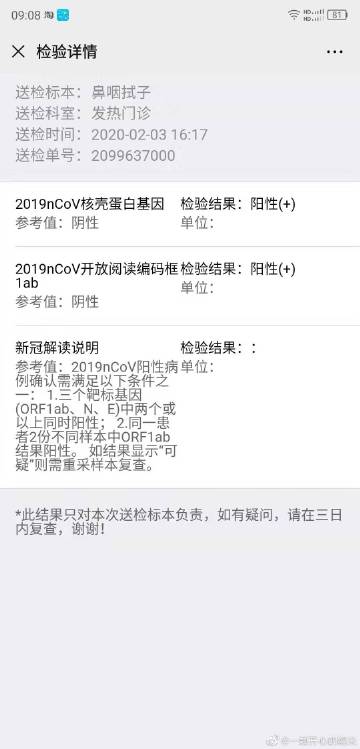 09:08 淘 支 HD HD 81
检验详情
送检标本：鼻咽拭子
送检科室：发热门诊
送检时间：2020-02-03 16:17
送检单号：2099637000
2019nCoV核壳蛋白基因 检验结果：阳性(+)
参考值：阴性 单位：
2019nCoV开放阅读编码框 检验结果：阳性(+)
1ab 单位：
参考值：阴性
新冠解读说明 检验结果：：
参考值：2019nCoV阳性病 单位：
例确认需满足以下条件之
一： 1.三个靶标基因
(ORF1ab、N、E)中两个或
以上同时阳性； 2.同一患
者2份不同样本中ORF1ab
结果阳性。 如结果显示“可
疑”则需重采样本复查。
*此结果只对本次送检标本负责，如有疑问，请在三日
内复查，谢谢！